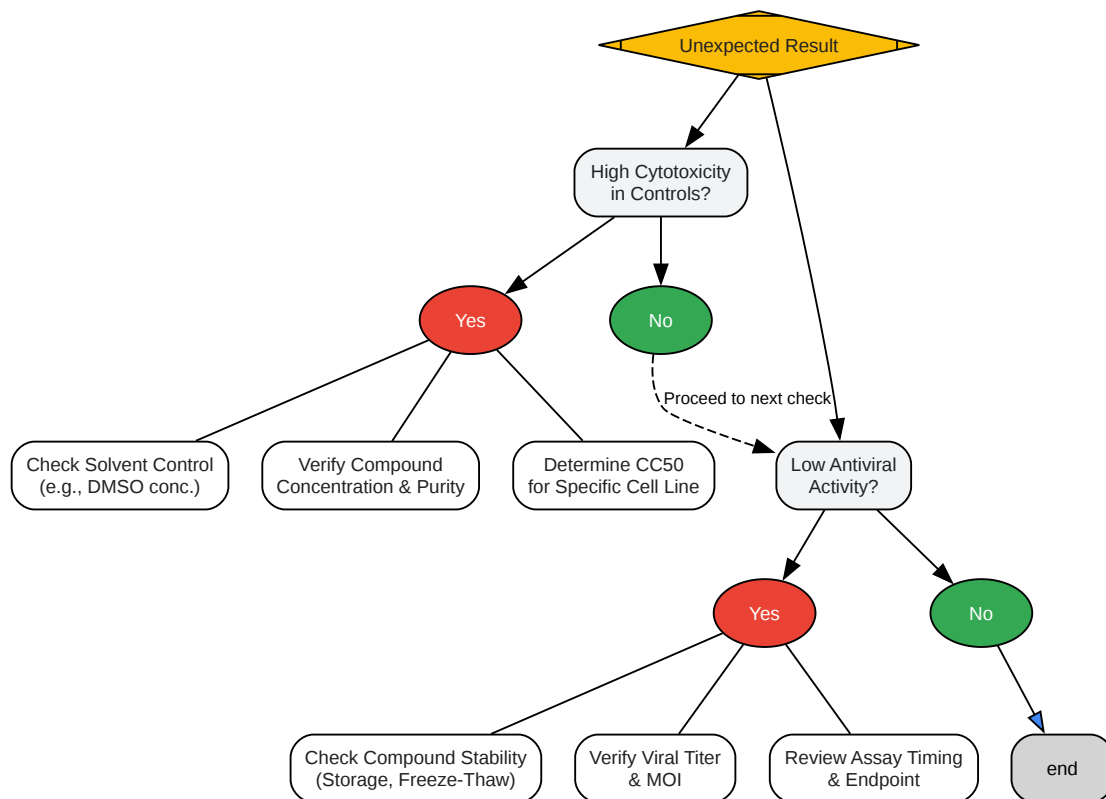 Unexpected Result
High Cytotoxicity
in Controls?
Yes
No
Proceed to next check
Check Solvent Control
(e.g., DMSO conc.)
Verify Compound
Concentration & Purity
Determine CC50
for Specific Cell Line
Low Antiviral
Activity?
Yes
No
Check Compound Stability
(Storage, Freeze-Thaw)
Verify Viral Titer
& MOI
Review Assay Timing
& Endpoint
end